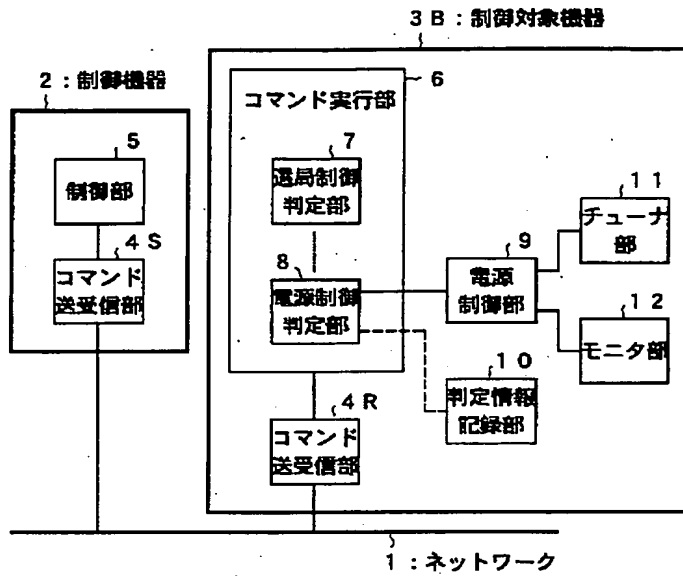 3B:制御対象機器
2:制御機器
6
コマンド実行部
5
制御部
4S
コマンド
送受信部
7
選局制御
判定部
8
電源制御
判定部
9
電源
制御部
11
チューナ
部
12
モニタ部
10
判定情報
記録部
4R
コマンド
送受信部
1:ネットワーク